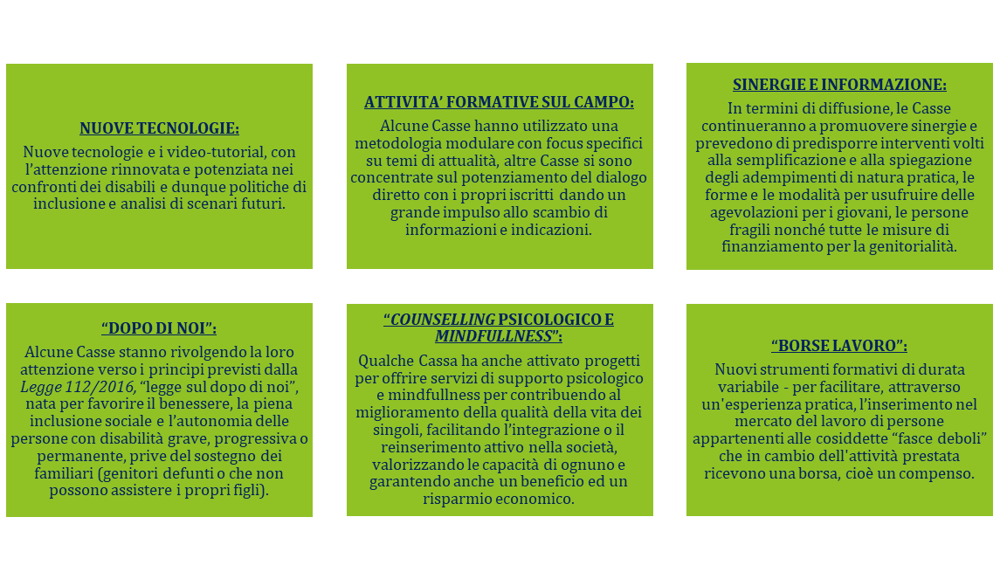 NUOVE TECNOLOGIE:
Nuove tecnologie e i video-tutorial, con
l’attenzione rinnovata e potenziata nei
confronti dei disabili e dunque politiche di
inclusione e analisi di scenari futuri.
ATTIVITA’ FORMATIVE SUL CAMPO:
Alcune Casse hanno utilizzato una
metodologia modulare con focus specifici
su temi di attualità, altre Casse si sono
concentrate sul potenziamento del dialogo
diretto con i propri iscritti dando un
grande impulso allo scambio di
informazioni e indicazioni.
SINERGIE E INFORMAZIONE:
In termini di diffusione, le Casse
continueranno a promuovere sinergie e
prevedono di predisporre interventi volti
alla semplificazione e alla spiegazione
degli adempimenti di natura pratica, le
forme e le modalità per usufruire delle
agevolazioni per i giovani, le persone
fragili nonché tutte le misure di
finanziamento per la genitorialità.
“DOPO DI NOI”:
Alcune Casse stanno rivolgendo la loro
attenzione verso i principi previsti dalla
Legge 112/2016, “legge sul dopo di noi”,
nata per favorire il benessere, la piena
inclusione sociale e l’autonomia delle
persone con disabilità grave, progressiva o
permanente, prive del sostegno dei
familiari (genitori defunti o che non
possono assistere i propri figli).
“COUNSELLING PSICOLOGICO E
MINDFULLNESS”:
Qualche Cassa ha anche attivato progetti
per offrire servizi di supporto psicologico
e mindfullness per contribuendo al
miglioramento della qualità della vita dei
singoli, facilitando l’integrazione o il
reinserimento attivo nella società,
valorizzando le capacità di ognuno e
garantendo anche un beneficio ed un
risparmio economico.
“BORSE LAVORO”:
Nuovi strumenti formativi di durata
variabile - per facilitare, attraverso
un'esperienza pratica, l’inserimento nel
mercato del lavoro di persone
appartenenti alle cosiddette “fasce deboli”
che in cambio dell'attività prestata
ricevono una borsa, cioè un compenso.